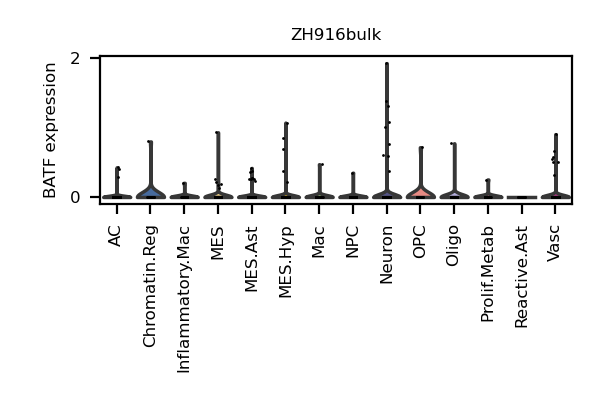 ZH916bulk
BATF expression
2
0
AC
Chromatin.Reg
Inflammatory.Mac
MES
MES.Ast
MES.Hyp
Mac
NPC
Neuron
OPC
Oligo
Prolif.Metab
Reactive.Ast
Vasc